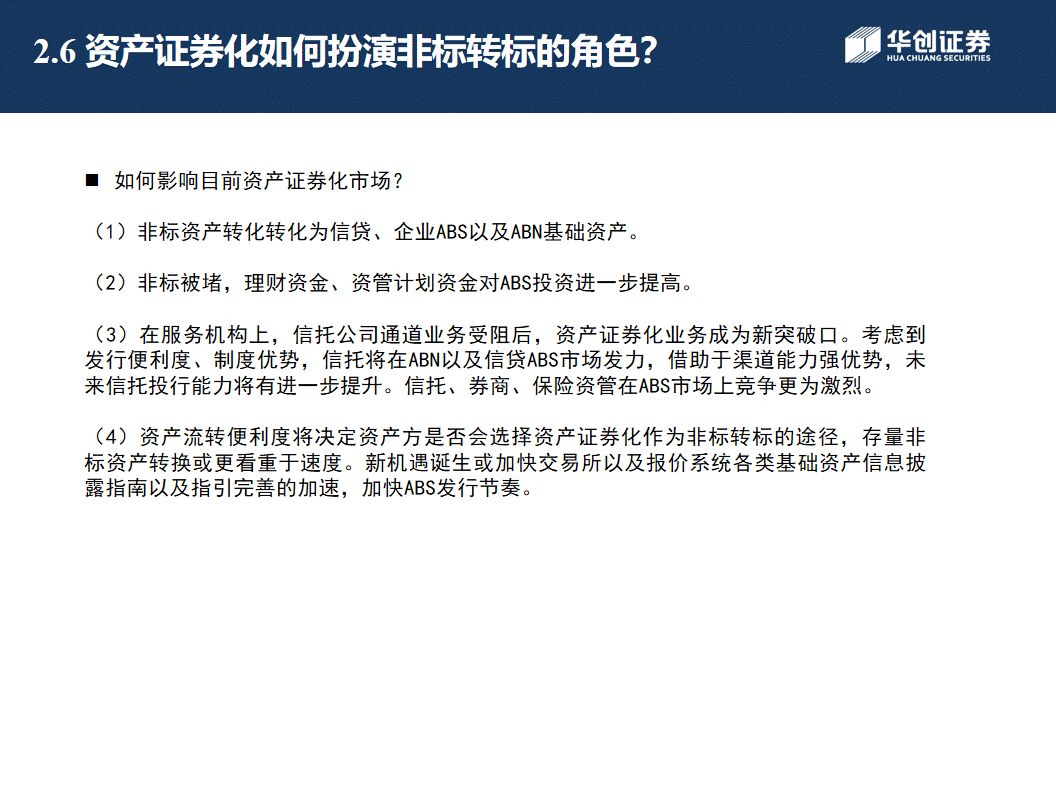 2.6 资产证券化如何扮演非标转标的角色？
华创证券
HUA CHUANG SECURITIES
■ 如何影响目前资产证券化市场？
（1）非标资产转化转化为信贷、企业ABS以及ABN基础资产。
（2）非标被堵，理财资金、资管计划资金对ABS投资进一步提高。
（3）在服务机构上，信托公司通道业务受阻后，资产证券化业务成为新突破口。考虑到
发行便利度、制度优势，信托将在ABN以及信贷ABS市场发力，借助于渠道能力强优势，未
来信托投行能力将有进一步提升。信托、券商、保险资管在ABS市场上竞争更为激烈。
（4）资产流转便利度将决定资产方是否会选择资产证券化作为非标转标的途径，存量非
标资产转换或更看重于速度。新机遇诞生或加快交易所以及报价系统各类基础资产信息披
露指南以及指引完善的加速，加快ABS发行节奏。